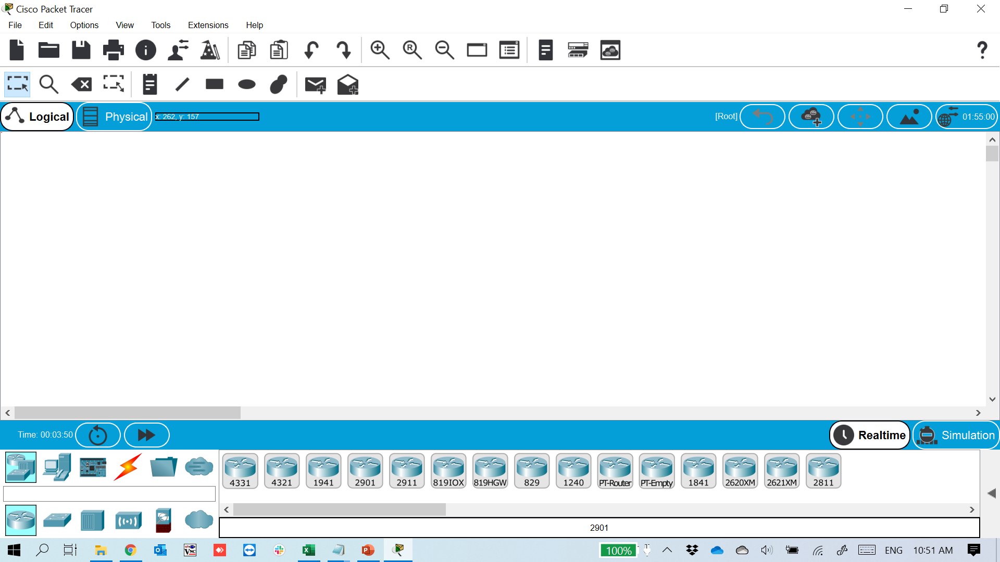 Cisco Packet Tracer
File Edit Options View Tools Extensions Help
Logical Physical x: 262, y: 157 [Root] 01:55:00
Time: 00:03:50 Realtime Simulation
4331 4321 1941 2901 2911 819IOX 819HGW 829 1240 PT-Router PT-Empty 1841 2620XM 2621XM 2811
2901
100% ENG 10:51 AM